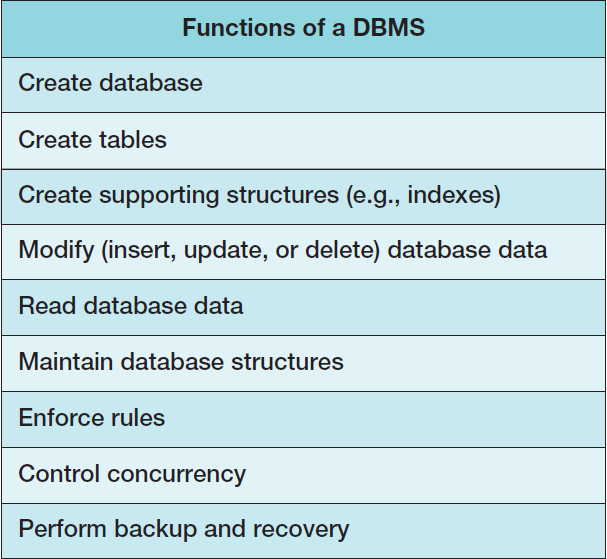 Functions of a DBMS
Create database
Create tables
Create supporting structures (e.g., indexes)
Modify (insert, update, or delete) database data
Read database data
Maintain database structures
Enforce rules
Control concurrency
Perform backup and recovery